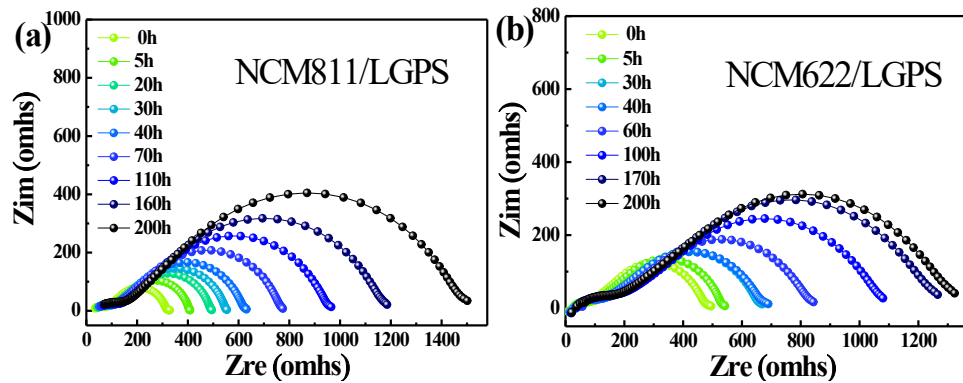 (a)
NCM811/LGPS
0h
5h
20h
30h
40h
70h
110h
160h
200h
1000
800
600
400
200
0
0 200 400 600 800 1000 1200 1400
Zim (omhs)
Zre (omhs)
(b)
NCM622/LGPS
0h
5h
30h
40h
60h
100h
170h
200h
800
600
400
200
0
0 200 400 600 800 1000 1200
Zim (omhs)
Zre (omhs)